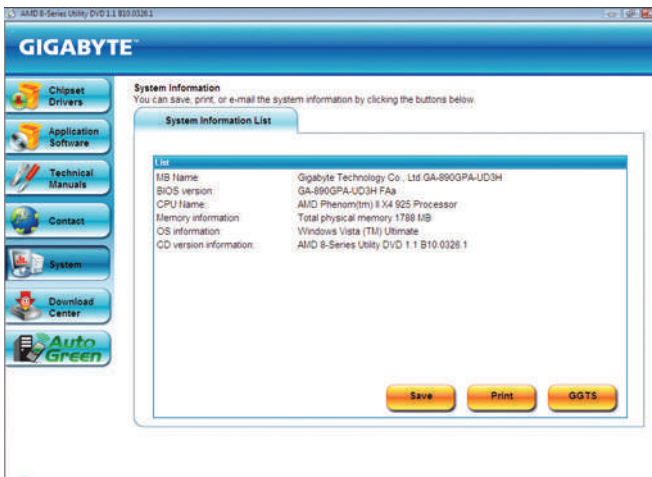 AMD 8-Series Utility DVD 1.1 B10.0326.1
GIGABYTE™
Chipset
Drivers
Application
Software
Technical
Manuals
Contact
System
Download
Center
Auto
Green
System Information
You can save, print, or e-mail the system information by clicking the buttons below.
System Information List
List
MB Name: Gigabyte Technology Co., Ltd GA-890GPA-UD3H
BIOS version: GA-890GPA-UD3H FAa
CPU Name: AMD Phenom(tm) II X4 925 Processor
Memory information: Total physical memory 1788 MB
OS information: Windows Vista (TM) Ultimate
CD version information: AMD 8-Series Utility DVD 1.1 B10.0326.1
Save Print GGTS